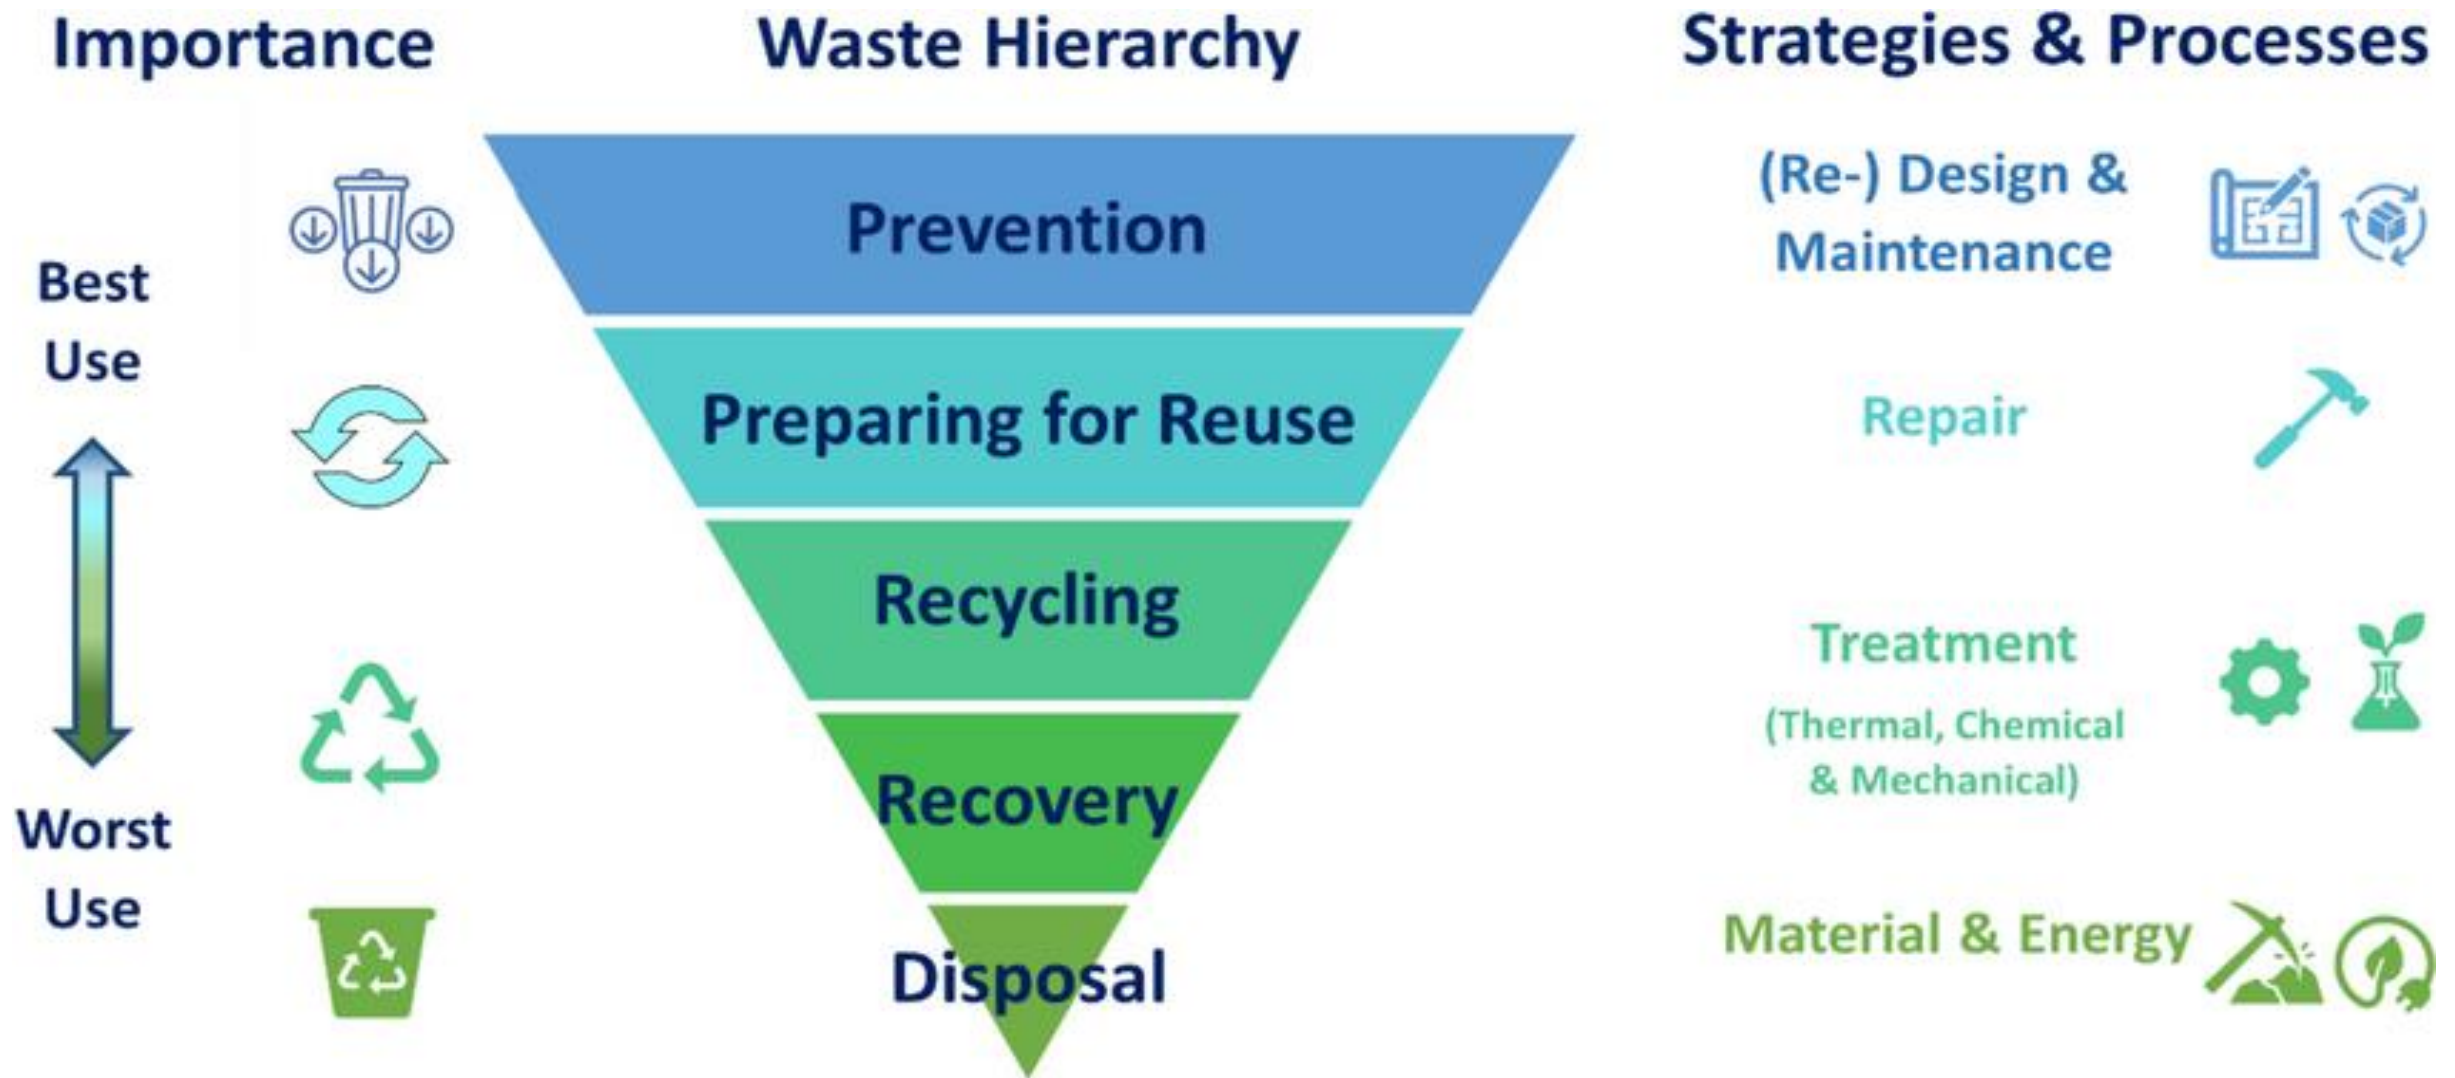 Importance
Waste Hierarchy
Strategies & Processes
Best
Use
Worst
Use
Prevention
Preparing for Reuse
Recycling
Recovery
Disposal
(Re-) Design &
Maintenance
Repair
Treatment
(Thermal, Chemical
& Mechanical)
Material & Energy